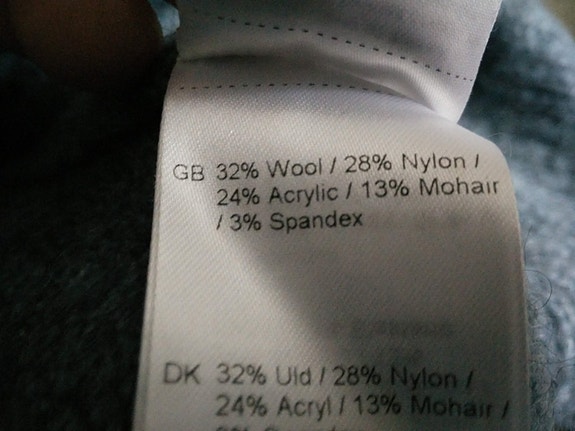 GB 32% Wool / 28% Nylon /
24% Acrylic / 13% Mohair
/ 3% Spandex
DK 32% Uld / 28% Nylon /
24% Acryl / 13% Mohair /